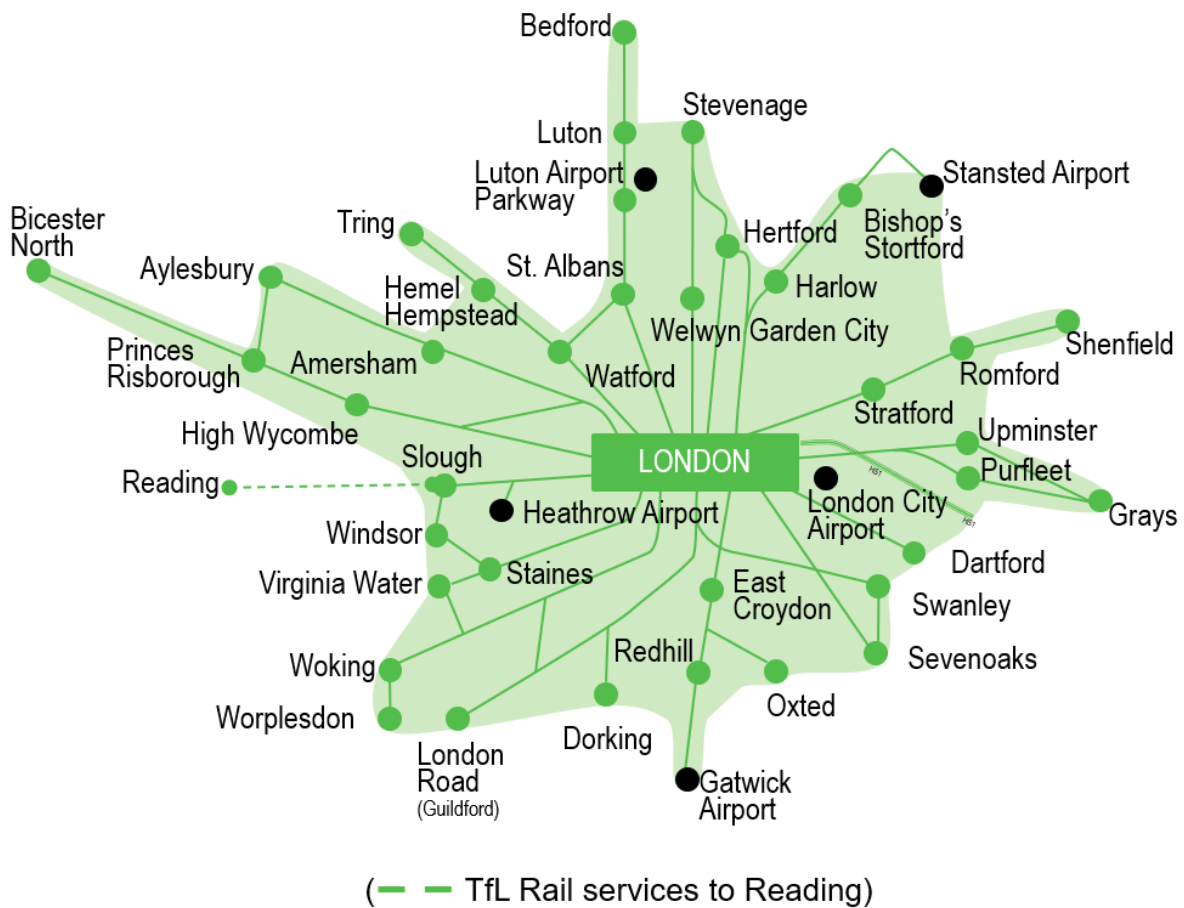 Bedford
Stevenage
Luton
Luton Airport
Parkway
Stansted Airport
Bicester
North
Tring
Hertford
Bishop's
Stortford
Aylesbury
St. Albans
Hemel
Hempstead
Harlow
Welwyn Garden City
Shenfield
Princes
Risborough
Amersham
Watford
Romford
Stratford
High Wycombe
Upminster
Slough
LONDON
HS1
Purfleet
Reading
London City
Airport
Heathrow Airport
Grays
HS1
Windsor
Dartford
Virginia Water
Staines
East
Croydon
Swanley
Woking
Redhill
Sevenoaks
Worplesdon
Oxted
Dorking
London
Road
(Guildford)
Gatwick
Airport
( TfL Rail services to Reading)